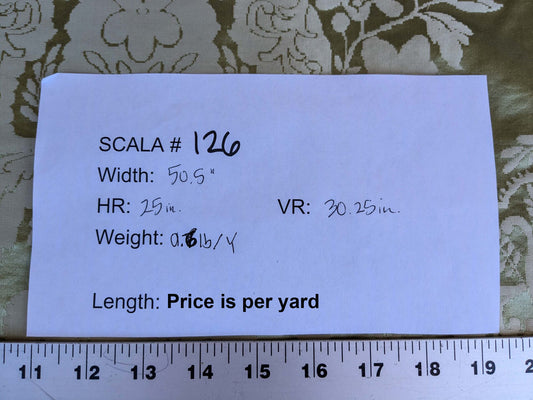 SCALA # 126
Width: 50.5"
HR: 25in. VR: 30.25in.
Weight: 0.6lb/Y
Length: Price is per yard
11 12 13 14 15 16 17 18 19